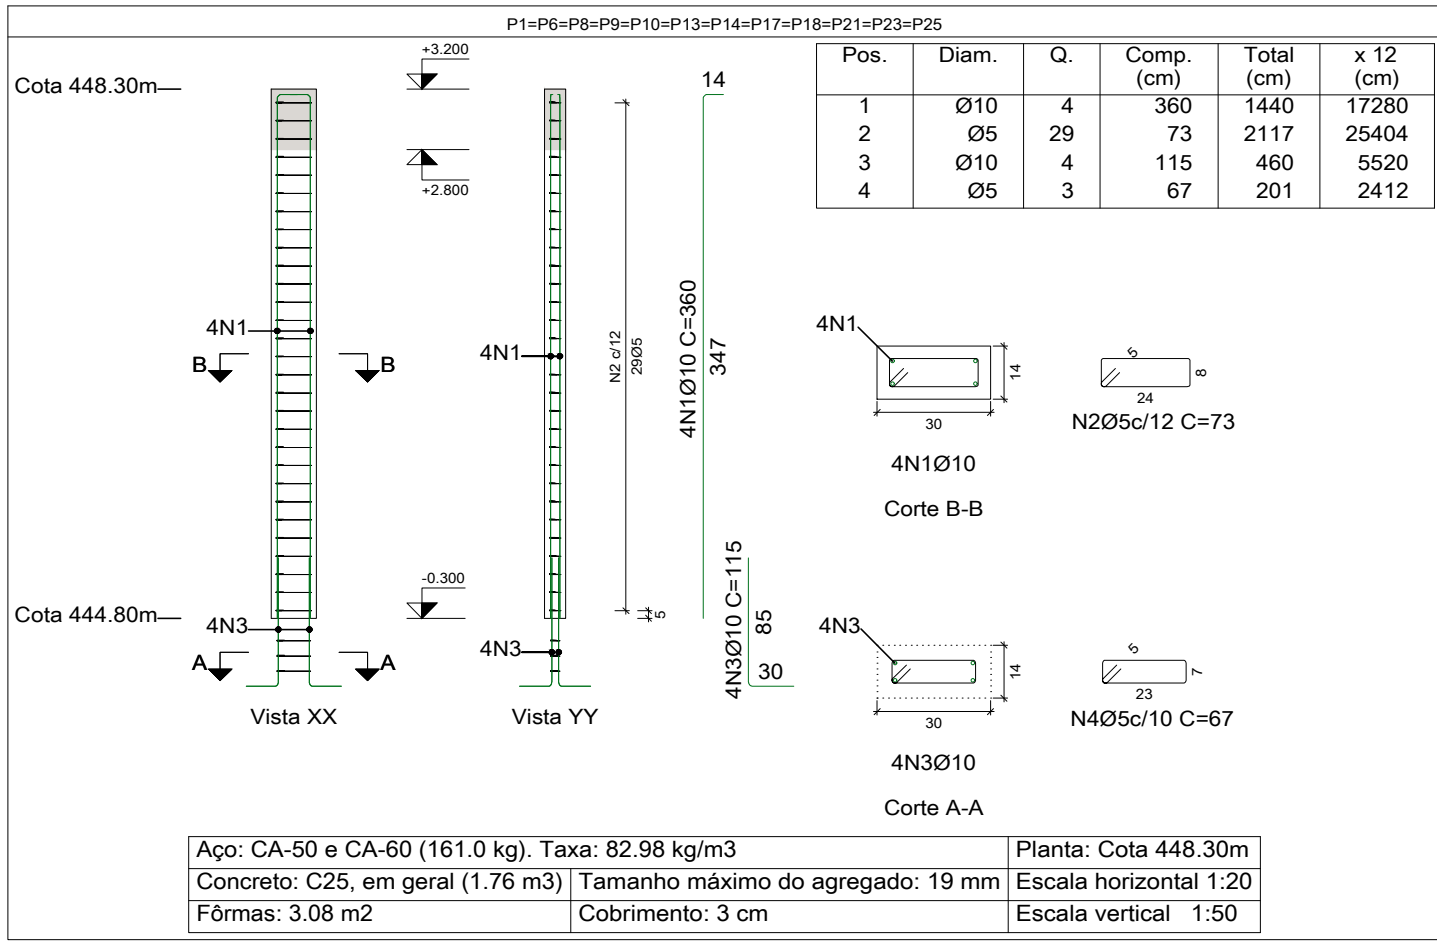 P1=P6=P8=P9=P10=P13=P14=P17=P18=P21=P23=P25
Pos. Diam. Q. Comp. (cm) Total (cm) x 12 (cm)
1 Ø10 4 360 1440 17280
2 Ø5 29 73 2117 25404
3 Ø10 4 115 460 5520
4 Ø5 3 67 201 2412
Cota 448.30m
+3.200
+2.800
4N1
B B
Cota 444.80m
-0.300
4N3
A A
Vista XX
4N1
4N3
Vista YY
N2 c/12
29Ø5
5
14
4N1Ø10 C=360
347
4N3Ø10 C=115
85
30
4N1
14
30
4N1Ø10
Corte B-B
5
8
24
N2Ø5c/12 C=73
4N3
14
30
4N3Ø10
Corte A-A
5
7
23
N4Ø5c/10 C=67
Aço: CA-50 e CA-60 (161.0 kg). Taxa: 82.98 kg/m3
Planta: Cota 448.30m
Concreto: C25, em geral (1.76 m3)
Tamanho máximo do agregado: 19 mm
Escala horizontal 1:20
Fôrmas: 3.08 m2
Cobrimento: 3 cm
Escala vertical 1:50